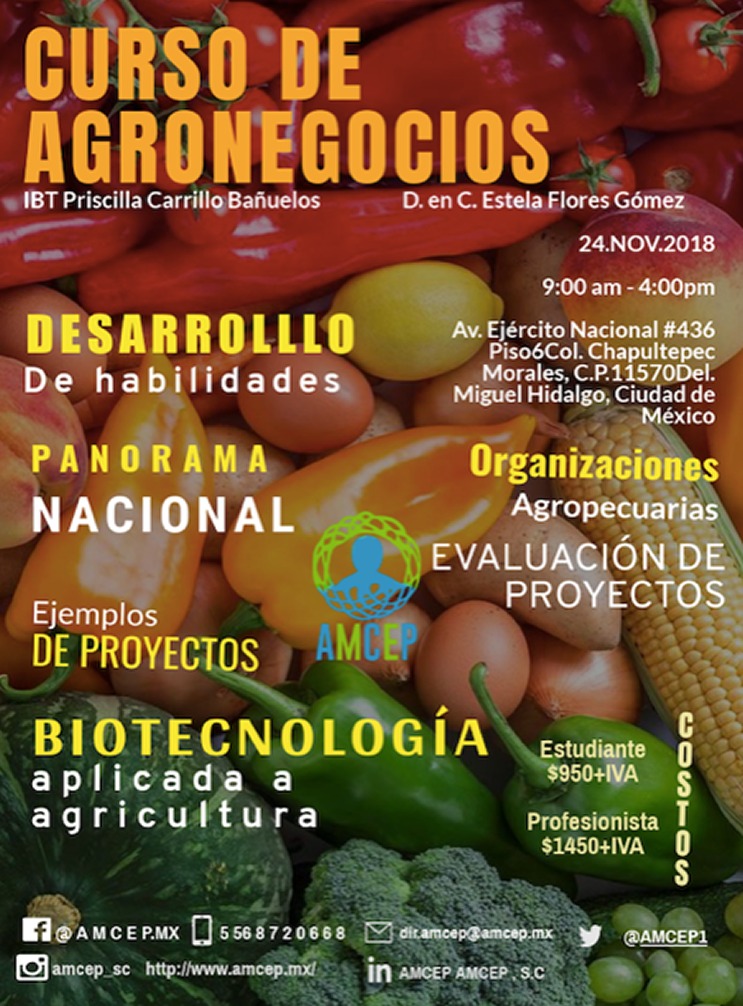 CURSO DE
AGRONEGOCIOS
IBT Priscilla Carrillo Bañuelos
D. en C. Estela Flores Gómez
24.NOV.2018
9:00 am - 4:00pm
DESARROLLLO
De habilidades
Av. Ejército Nacional #436
Piso6Col. Chapultepec
Morales, C.P.11570Del.
Miguel Hidalgo, Ciudad de
México
PANORAMA
NACIONAL
Organizaciones
Agropecuarias
EVALUACIÓN DE
PROYECTOS
AMCEP
Ejemplos
DE PROYECTOS
BIOTECNOLOGÍA
aplicada a
agricultura
COSTOS
Estudiante
$950+IVA
Profesionista
$1450+IVA
@AMCEP.MX
5568720668
dir.amcep@amcep.mx
@AMCEP1
amcep_sc
http://www.amcep.mx/
in AMCEP AMCEP , S.C